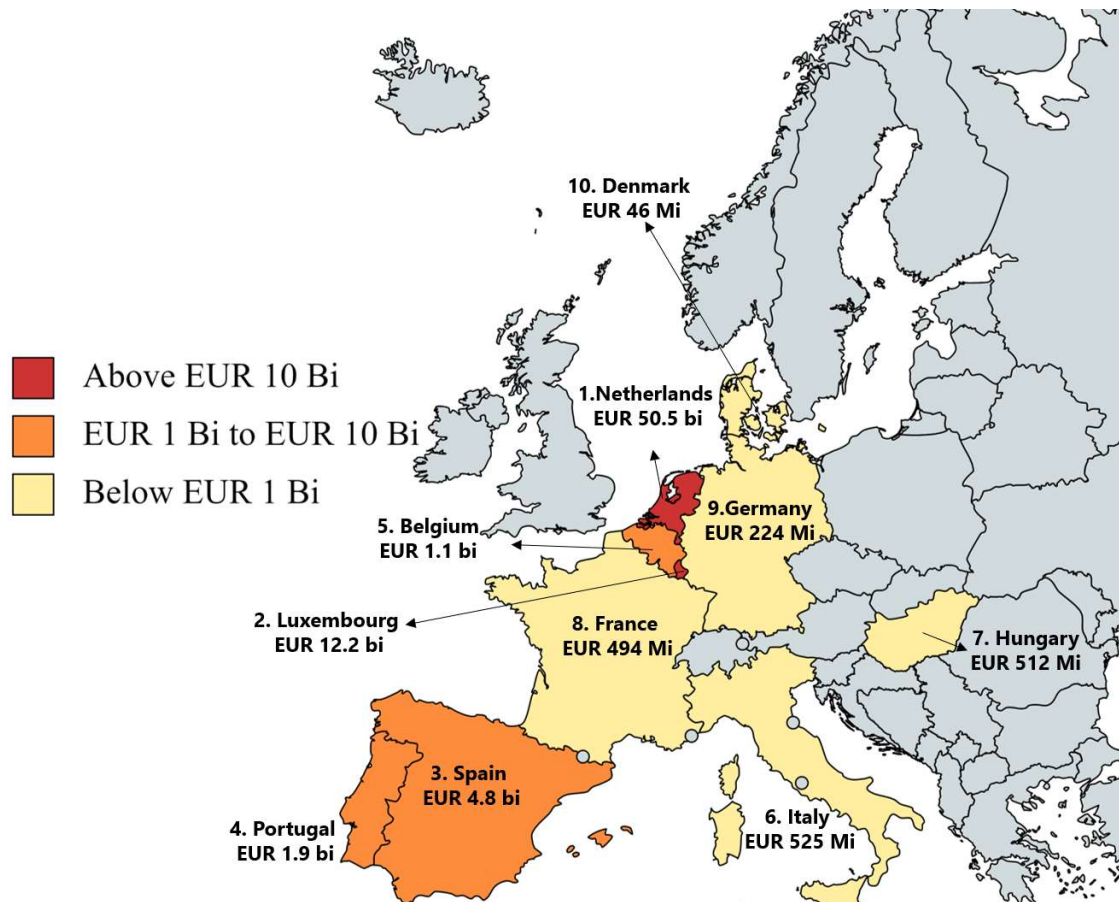 10. Denmark
EUR 46 Mi
Above EUR 10 Bi
EUR 1 Bi to EUR 10 Bi
Below EUR 1 Bi
1.Netherlands
EUR 50.5 bi
9.Germany
EUR 224 Mi
5. Belgium
EUR 1.1 bi
2. Luxembourg
EUR 12.2 bi
8. France
EUR 494 Mi
7. Hungary
EUR 512 Mi
3. Spain
EUR 4.8 bi
4. Portugal
EUR 1.9 bi
6. Italy
EUR 525 Mi